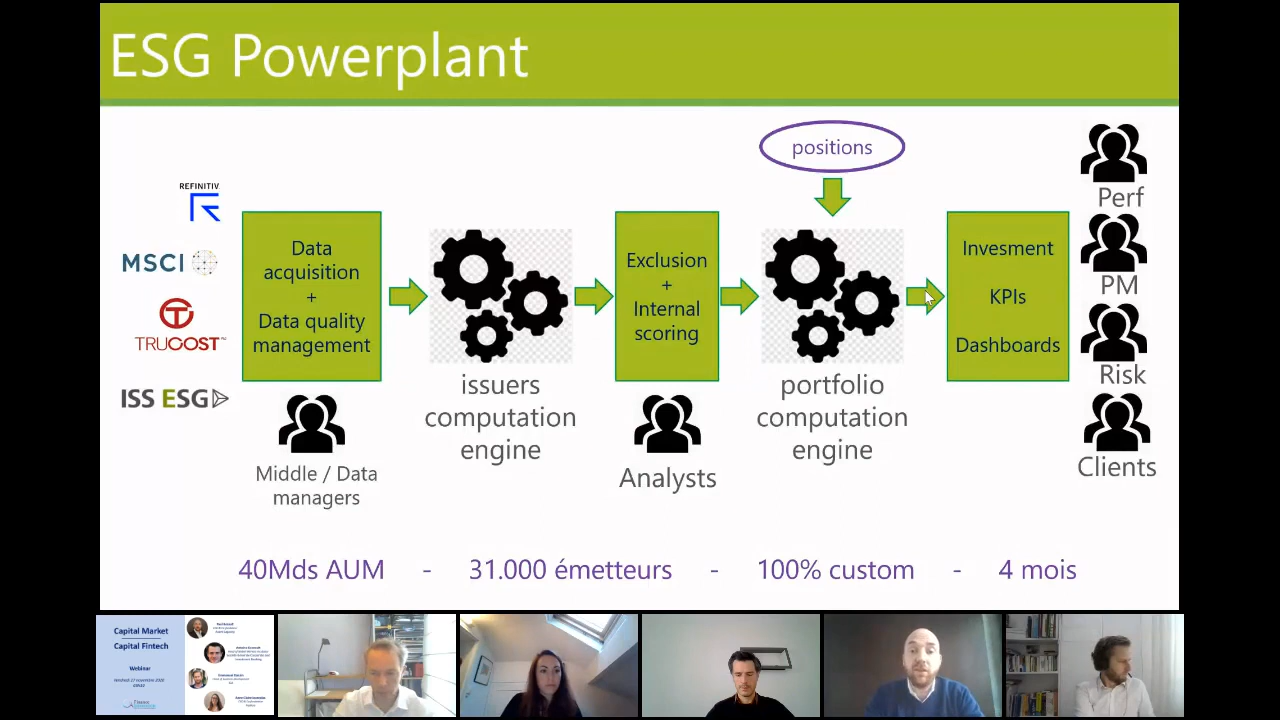 ESG Powerplant
positions
REFINITIV
MSCI
TRUCOST
ISS ESG
Data
acquisition
+
Data quality
management
Middle / Data
managers
issuers
computation
engine
Exclusion
+
Internal
scoring
Analysts
portfolio
computation
engine
Invesment
KPIs
Dashboards
Perf
PM
Risk
Clients
40Mds AUM - 31.000 émetteurs - 100% custom - 4 mois
Capital Market
Capital Fintech
Webinar